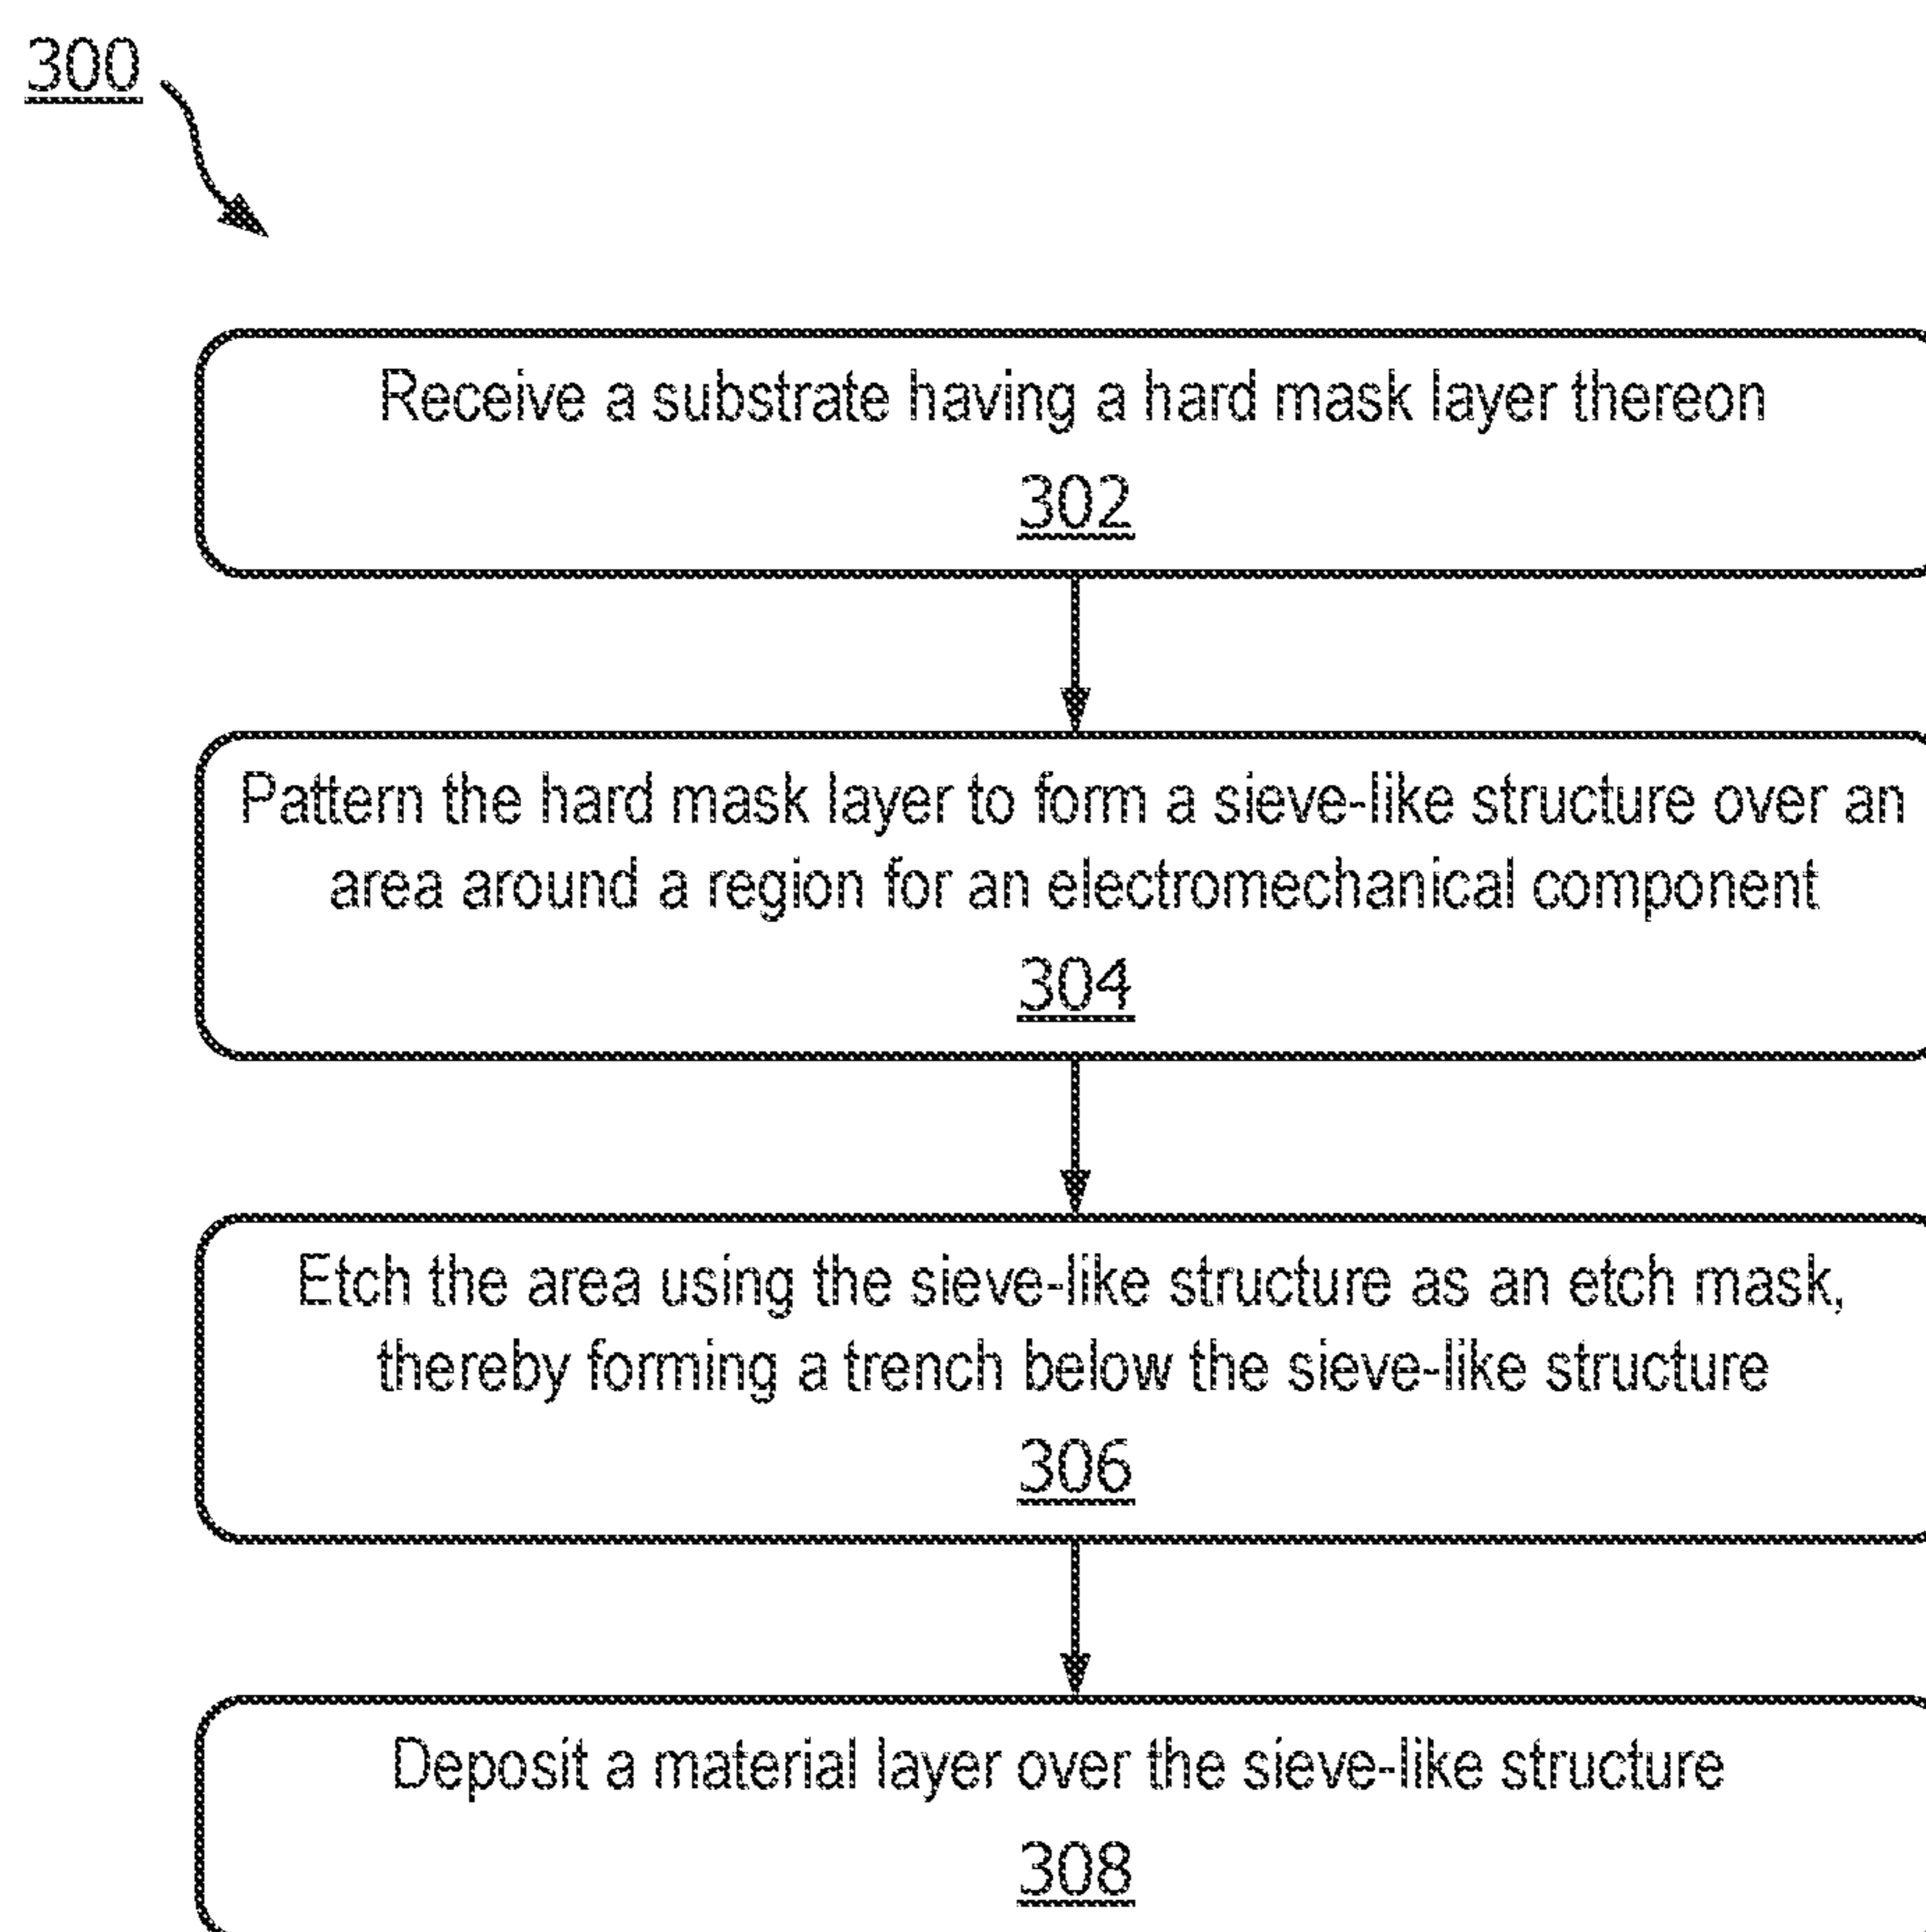 300
Receive a substrate having a hard mask layer thereon
302
Pattern the hard mask layer to form a sieve-like structure over an
area around a region for an electromechanical component
304
Etch the area using the sieve-like structure as an etch mask,
thereby forming a trench below the sieve-like structure
306
Deposit a material layer over the sieve-like structure
308